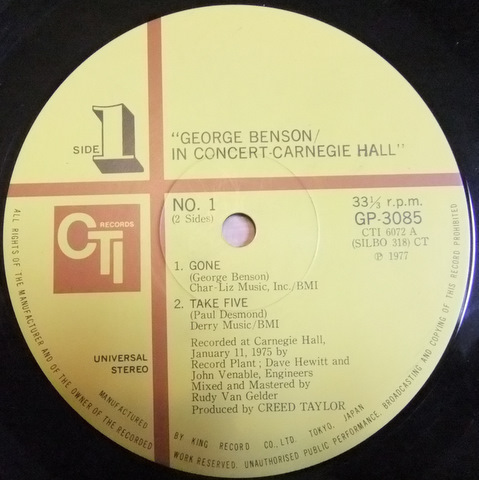 SIDE 1
"GEORGE BENSON/
IN CONCERT-CARNEGIE HALL"
NO. 1
(2 Sides)
33⅓ r.p.m.
GP-3085
CTI 6072 A
(SILBO 318) CT
℗ 1977
CTI
RECORDS
1. GONE
(George Benson)
Char-Liz Music, Inc./BMI
2. TAKE FIVE
(Paul Desmond)
Derry Music/BMI
UNIVERSAL
STEREO
Recorded at Carnegie Hall,
January 11, 1975 by
Record Plant; Dave Hewitt and
John Venable, Engineers
Mixed and Mastered by
Rudy Van Gelder
Produced by CREED TAYLOR
MANUFACTURED BY KING RECORD CO., LTD. TOKYO, JAPAN
ALL RIGHTS OF THE MANUFACTURER AND OF THE OWNER OF THE RECORDED WORK RESERVED. UNAUTHORISED PUBLIC PERFORMANCE, BROADCASTING AND COPYING OF THIS RECORD PROHIBITED